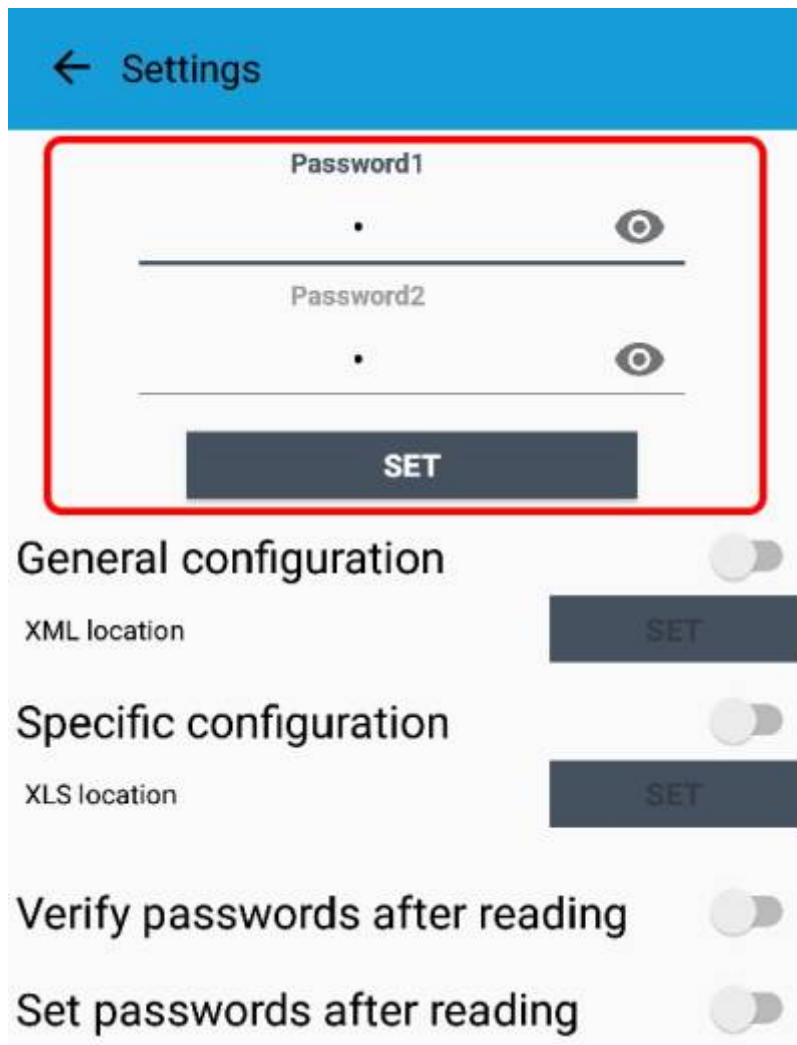 Settings
Password1
•
Password2
•
SET
General configuration
XML location
SET
Specific configuration
XLS location
SET
Verify passwords after reading
Set passwords after reading